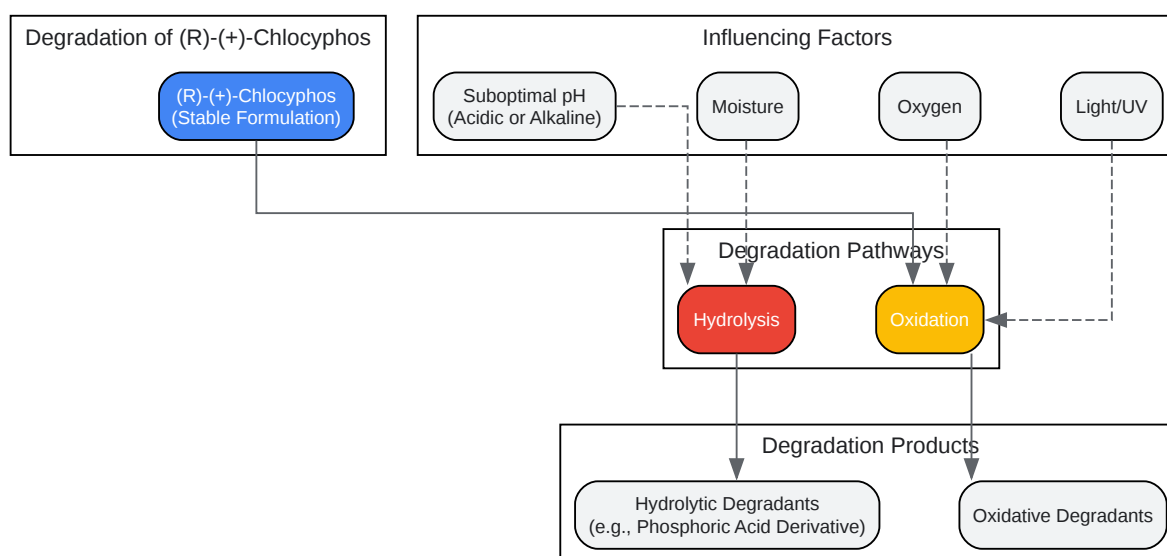 Degradation of (R)-(+)-Chlocyphos
(R)-(+)-Chlocyphos
(Stable Formulation)
Influencing Factors
Suboptimal pH
(Acidic or Alkaline)
Moisture
Oxygen
Light/UV
Degradation Pathways
Hydrolysis
Oxidation
Degradation Products
Hydrolytic Degradants
(e.g., Phosphoric Acid Derivative)
Oxidative Degradants